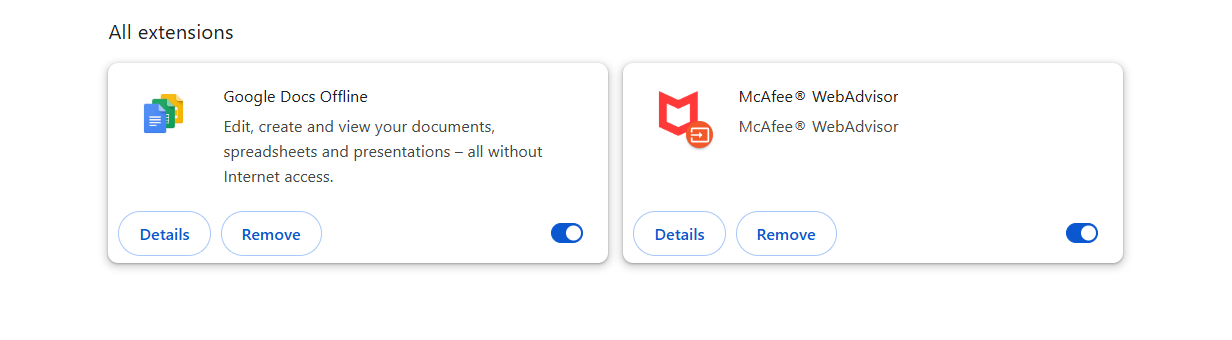 All extensions
Google Docs Offline
Edit, create and view your documents,
spreadsheets and presentations – all without
Internet access.
Details
Remove
McAfee® WebAdvisor
McAfee® WebAdvisor
Details
Remove